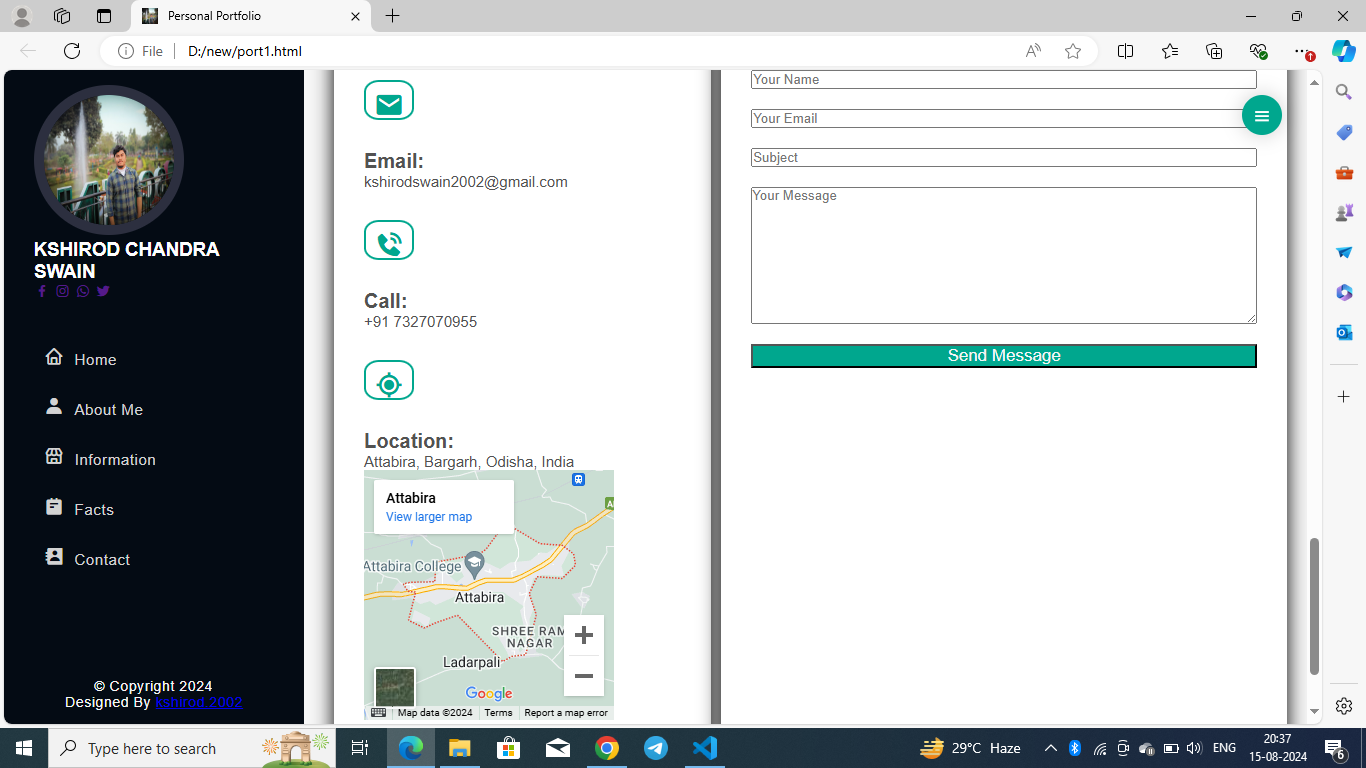 Personal Portfolio
File
D:/new/port1.html
KSHIROD CHANDRA
SWAIN
Home
About Me
Information
Facts
Contact
© Copyright 2024
Designed By kshirod.2002
Email:
kshirodswain2002@gmail.com
Call:
+91 7327070955
Location:
Attabira, Bargarh, Odisha, India
Attabira
View larger map
Attabira College
Attabira
SHREE RAM
NAGAR
Ladarpali
Google
Map data ©2024
Terms
Report a map error
Your Name
Your Email
Subject
Your Message
Send Message
Type here to search
29°C Haze
ENG
20:37
15-08-2024
6